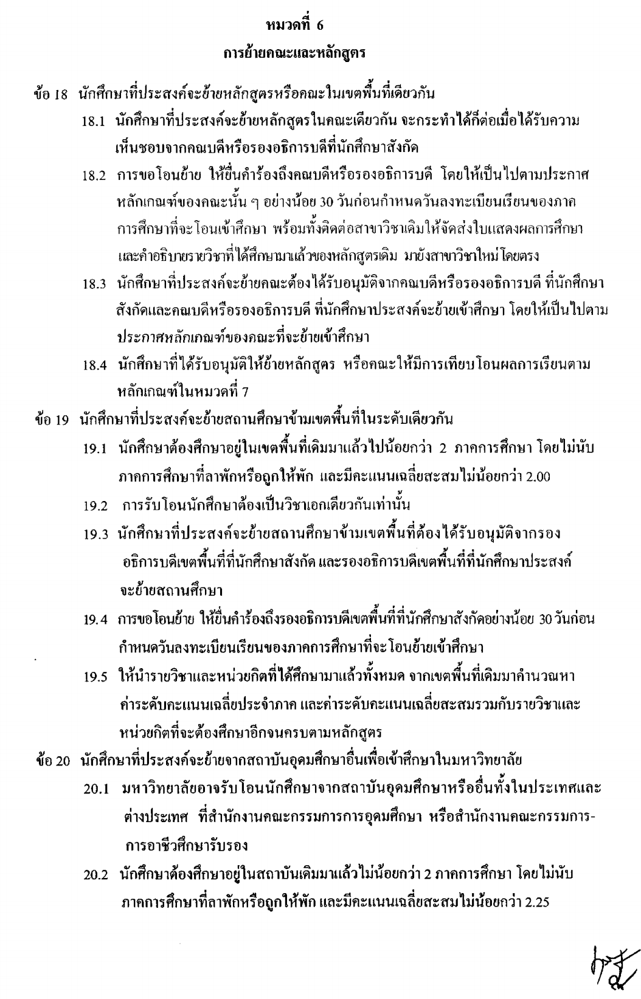 หมวดที่ 6
การย้ายคณะและหลักสูตร
ข้อ 18 นักศึกษาที่ประสงค์จะย้ายหลักสูตรหรือคณะในเขตพื้นที่เดียวกัน
18.1 นักศึกษาที่ประสงค์จะย้ายหลักสูตรในคณะเดียวกัน จะกระทำได้ก็ต่อเมื่อได้รับความ
เห็นชอบจากคณบดีหรือรองอธิการบดีที่นักศึกษาสังกัด
18.2 การขอโอนย้าย ให้ยื่นคำร้องถึงคณบดีหรือรองอธิการบดี โดยให้เป็นไปตามประกาศ
หลักเกณฑ์ของคณะนั้น ๆ อย่างน้อย 30 วันก่อนกำหนดวันลงทะเบียนเรียนของภาค
การศึกษาที่จะโอนเข้าศึกษา พร้อมทั้งติดต่อสาขาวิชาเดิมให้จัดส่งใบแสดงผลการศึกษา
และคำอธิบายรายวิชาที่ได้ศึกษามาแล้วของหลักสูตรเดิม มายังสาขาวิชาใหม่โดยตรง
18.3 นักศึกษาที่ประสงค์จะย้ายคณะต้องได้รับอนุมัติจากคณบดีหรือรองอธิการบดี ที่นักศึกษา
สังกัดและคณบดีหรือรองอธิการบดี ที่นักศึกษาประสงค์จะย้ายเข้าศึกษา โดยให้เป็นไปตาม
ประกาศหลักเกณฑ์ของคณะที่จะย้ายเข้าศึกษา
18.4 นักศึกษาที่ได้รับอนุมัติให้ย้ายหลักสูตร หรือคณะให้มีการเทียบโอนผลการเรียนตาม
หลักเกณฑ์ในหมวดที่ 7
ข้อ 19 นักศึกษาที่ประสงค์จะย้ายสถานศึกษาข้ามเขตพื้นที่ในระดับเดียวกัน
19.1 นักศึกษาต้องศึกษาอยู่ในเขตพื้นที่เดิมมาแล้วไปน้อยกว่า 2 ภาคการศึกษา โดยไม่นับ
ภาคการศึกษาที่ลาพักหรือถูกให้พัก และมีคะแนนเฉลี่ยสะสมไม่น้อยกว่า 2.00
19.2 การรับโอนนักศึกษาต้องเป็นวิชาเอกเดียวกันเท่านั้น
19.3 นักศึกษาที่ประสงค์จะย้ายสถานศึกษาข้ามเขตพื้นที่ต้องได้รับอนุมัติจากรอง
อธิการบดีเขตพื้นที่ที่นักศึกษาสังกัด และรองอธิการบดีเขตพื้นที่ที่นักศึกษาประสงค์
จะย้ายสถานศึกษา
19.4 การขอโอนย้าย ให้ยื่นคำร้องถึงรองอธิการบดีเขตพื้นที่ที่นักศึกษาสังกัดอย่างน้อย 30 วันก่อน
กำหนดวันลงทะเบียนเรียนของภาคการศึกษาที่จะโอนย้ายเข้าศึกษา
19.5 ให้นำรายวิชาและหน่วยกิตที่ได้ศึกษามาแล้วทั้งหมด จากเขตพื้นที่เดิมมาคำนวณหา
ค่าระดับคะแนนเฉลี่ยประจำภาค และค่าระดับคะแนนเฉลี่ยสะสมรวมกับรายวิชาและ
หน่วยกิตที่จะต้องศึกษาอีกจนครบตามหลักสูตร
ข้อ 20 นักศึกษาที่ประสงค์จะย้ายจากสถาบันอุดมศึกษาอื่นเพื่อเข้าศึกษาในมหาวิทยาลัย
20.1 มหาวิทยาลัยอาจรับโอนนักศึกษาจากสถาบันอุดมศึกษาหรืออื่นทั้งในประเทศและ
ต่างประเทศ ที่สำนักงานคณะกรรมการการอุดมศึกษา หรือสำนักงานคณะกรรมการ-
การอาชีวศึกษารับรอง
20.2 นักศึกษาต้องศึกษาอยู่ในสถาบันเดิมมาแล้วไม่น้อยกว่า 2 ภาคการศึกษา โดยไม่นับ
ภาคการศึกษาที่ลาพักหรือถูกให้พัก และมีคะแนนเฉลี่ยสะสมไม่น้อยกว่า 2.25